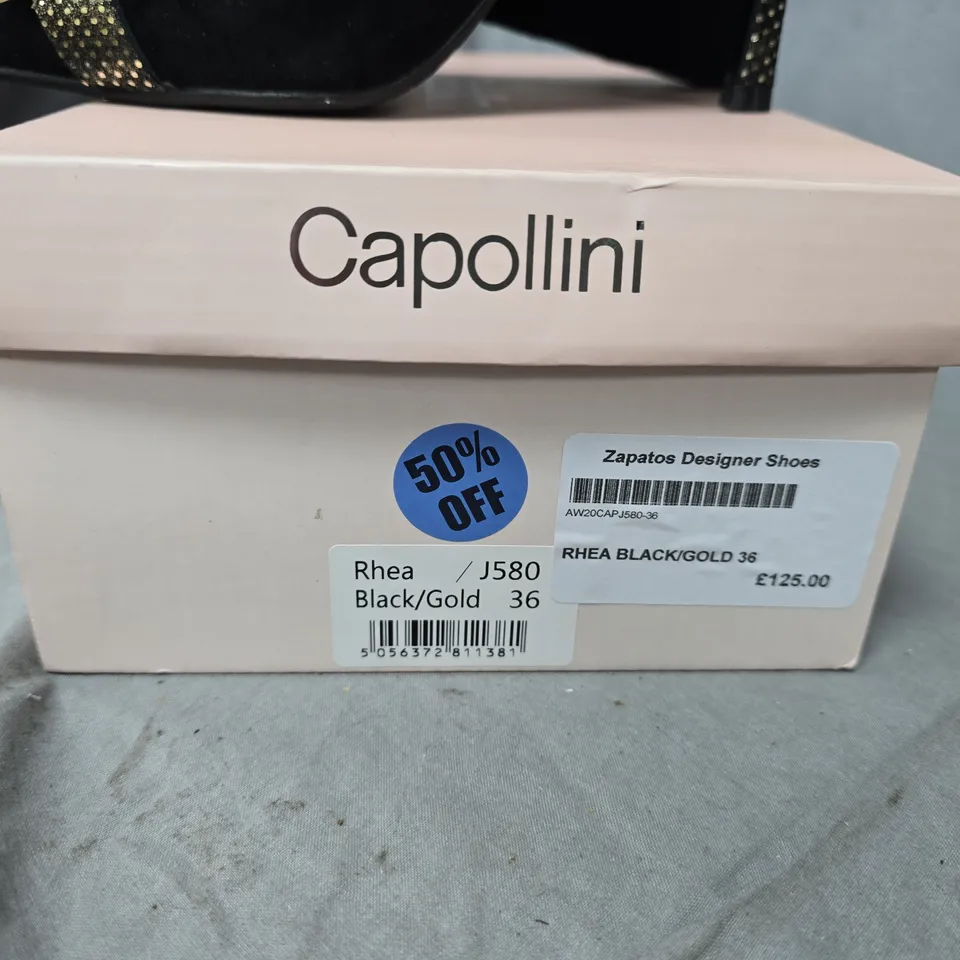 Capollini
50%
OFF
Zapatos Designer Shoes
AW20CAPJ580-36
RHEA BLACK/GOLD 36
£125.00
Rhea / J580
Black/Gold 36
5 056372 811381